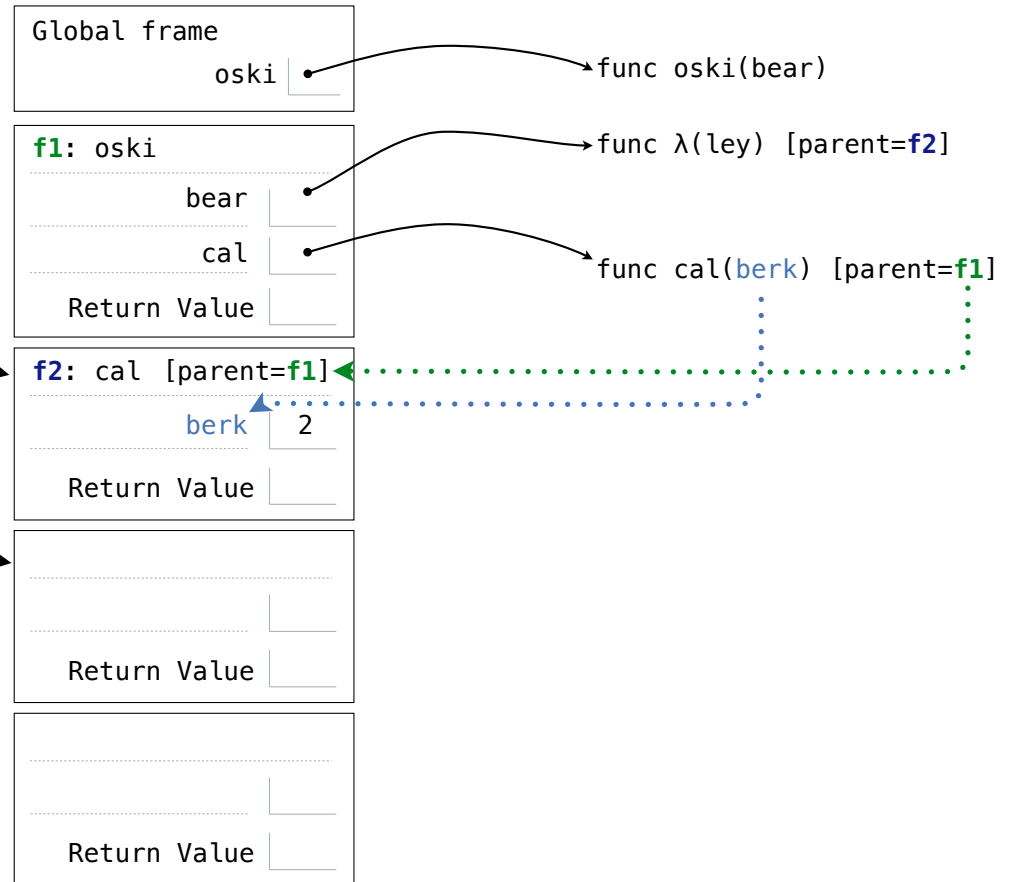 Global frame
oski
func oski(bear)
f1: oski
func λ(ley) [parent=f2]
bear
cal
func cal(berk) [parent=f1]
Return Value
f2: cal [parent=f1]
berk 2
Return Value
Return Value
Return Value